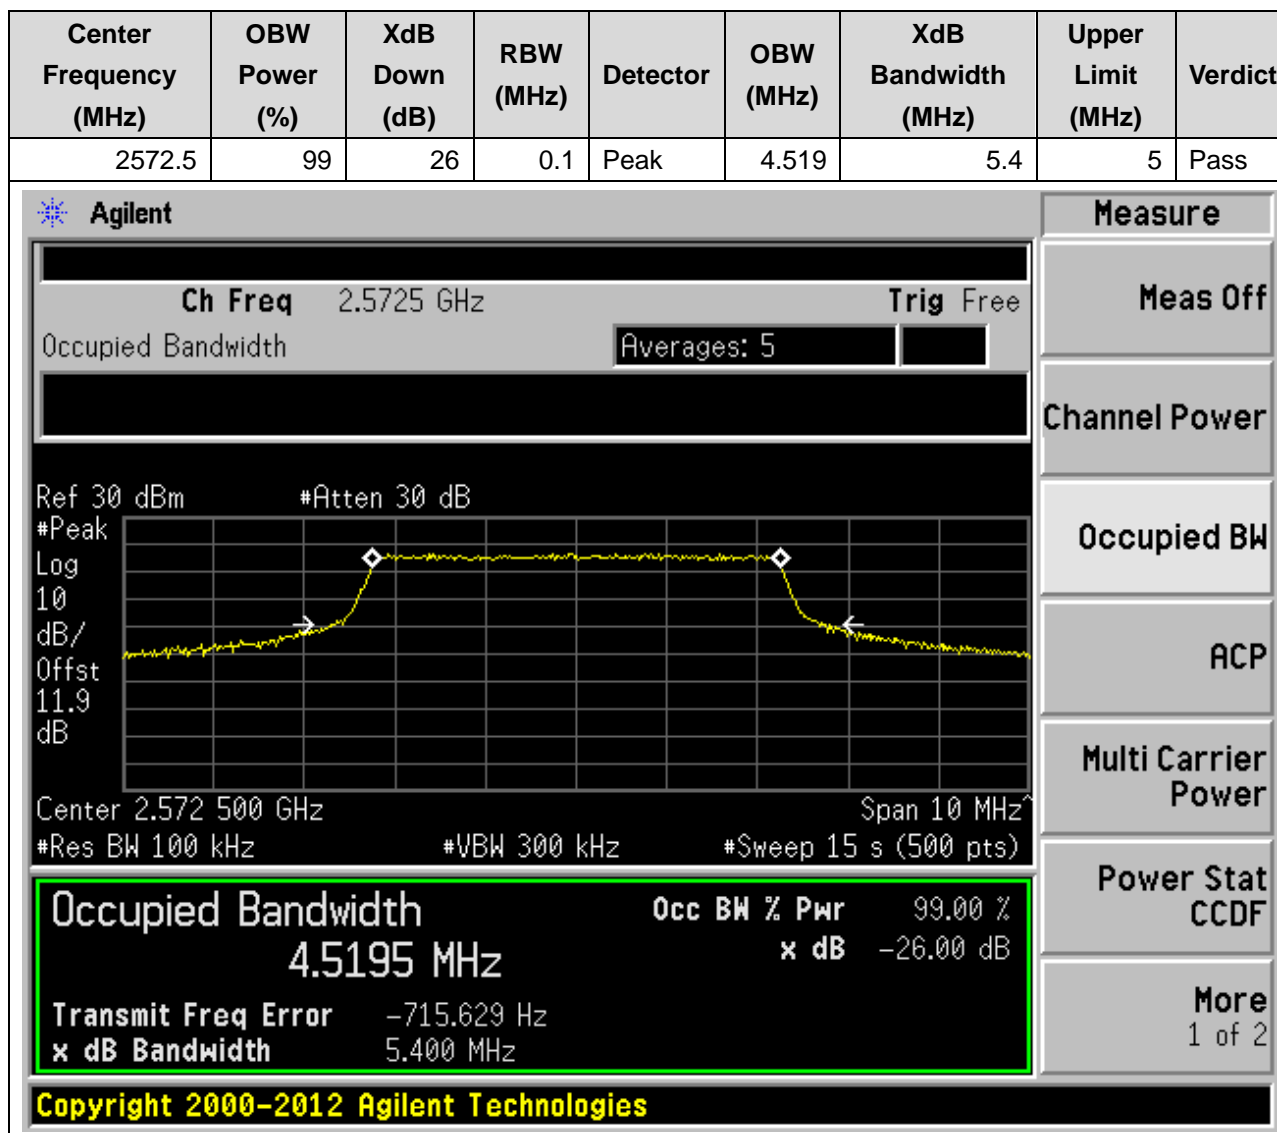 Center Frequency (MHz) OBW Power (%) XdB Down (dB) RBW (MHz) Detector OBW (MHz) XdB Bandwidth (MHz) Upper Limit (MHz) Verdict
2572.5 99 26 0.1 Peak 4.519 5.4 5 Pass
Agilent
Measure
Ch Freq 2.5725 GHz Trig Free
Occupied Bandwidth Averages: 5
Meas Off
Channel Power
Occupied BW
ACP
Multi Carrier
Power
Power Stat
CCDF
More
1 of 2
Ref 30 dBm #Atten 30 dB
#Peak
Log
10
dB/
Offst
11.9
dB
Center 2.572 500 GHz Span 10 MHz^
#Res BW 100 kHz #VBW 300 kHz #Sweep 15 s (500 pts)
Occupied Bandwidth Occ BW % Pwr 99.00 %
4.5195 MHz x dB -26.00 dB
Transmit Freq Error -715.629 Hz
x dB Bandwidth 5.400 MHz
Copyright 2000-2012 Agilent Technologies